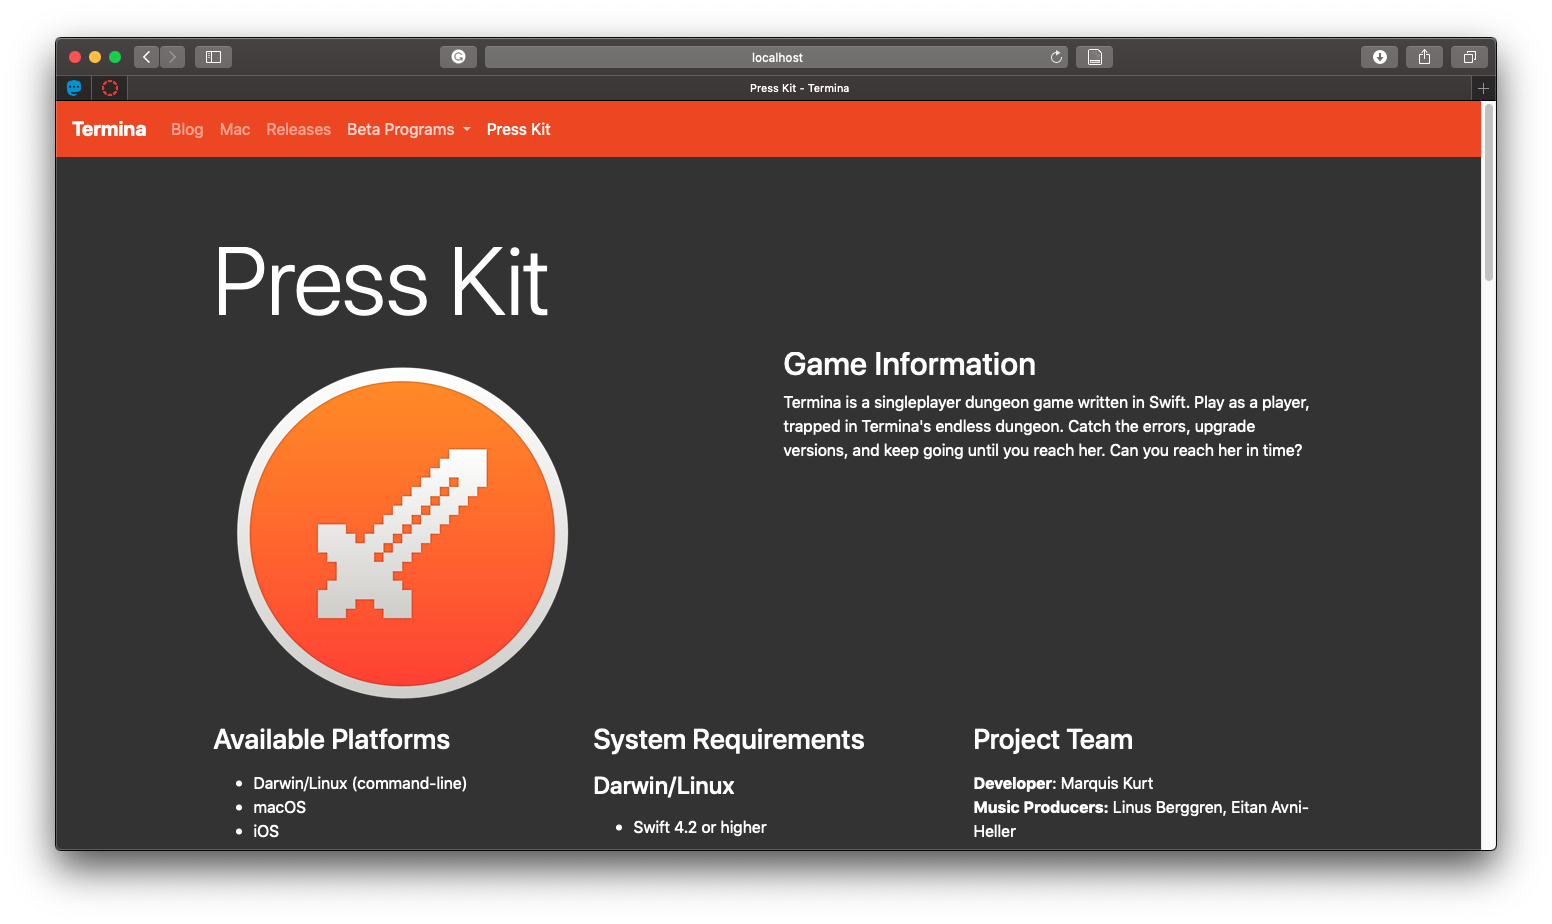 localhost
Press Kit - Termina
Termina Blog Mac Releases Beta Programs Press Kit
Press Kit
Game Information
Termina is a singleplayer dungeon game written in Swift. Play as a player,
trapped in Termina's endless dungeon. Catch the errors, upgrade
versions, and keep going until you reach her. Can you reach her in time?
Available Platforms
• Darwin/Linux (command-line)
• macOS
• iOS
System Requirements
Darwin/Linux
• Swift 4.2 or higher
Project Team
Developer: Marquis Kurt
Music Producers: Linus Berggren, Eitan Avni-
Heller